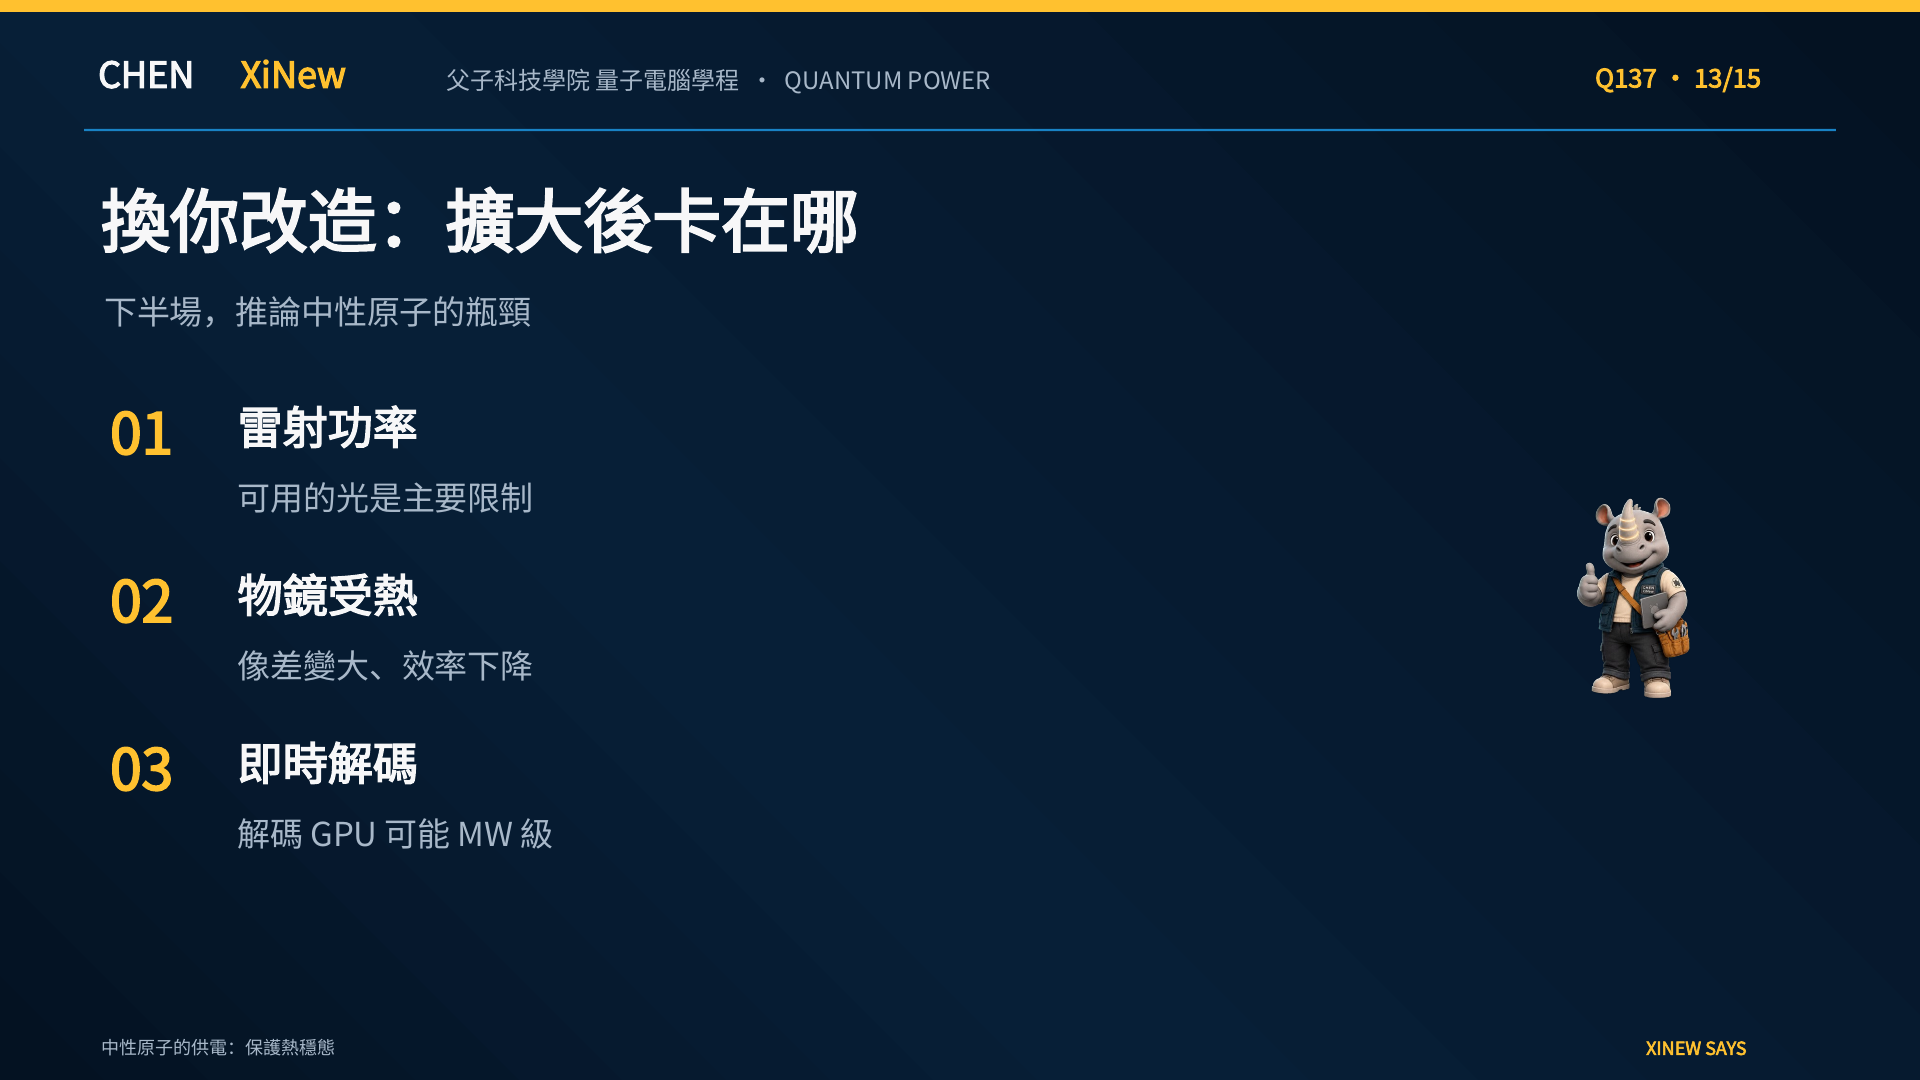 CHEN XiNew 父子科技學院 量子電腦學程 · QUANTUM POWER Q137 · 13/15
換你改造：擴大後卡在哪
下半場，推論中性原子的瓶頸
01 雷射功率
可用的光是主要限制
02 物鏡受熱
像差變大、效率下降
03 即時解碼
解碼 GPU 可能 MW 級
中性原子的供電：保護熱穩態 XINEW SAYS